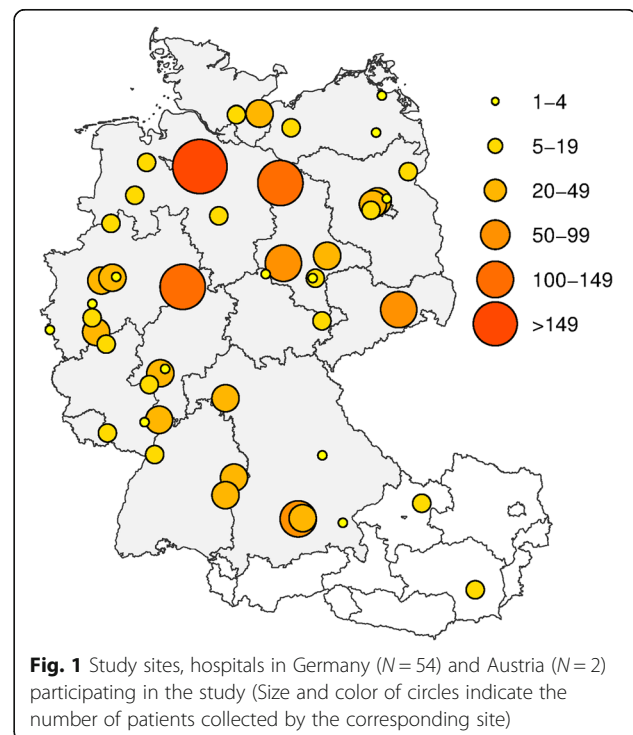 1–4
5–19
20–49
50–99
100–149
>149
Fig. 1 Study sites, hospitals in Germany (N = 54) and Austria (N = 2)
participating in the study (Size and color of circles indicate the
number of patients collected by the corresponding site)